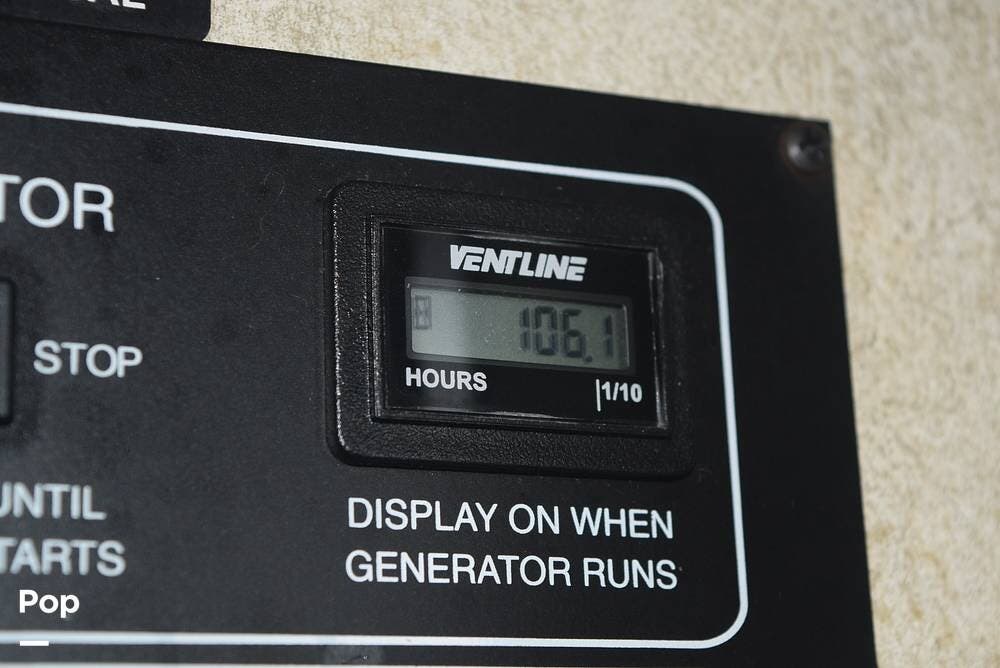 TOR
VENTLINE
106.1
HOURS
1/10
STOP
DISPLAY ON WHEN
GENERATOR RUNS
UNTIL
TARTS
Pop